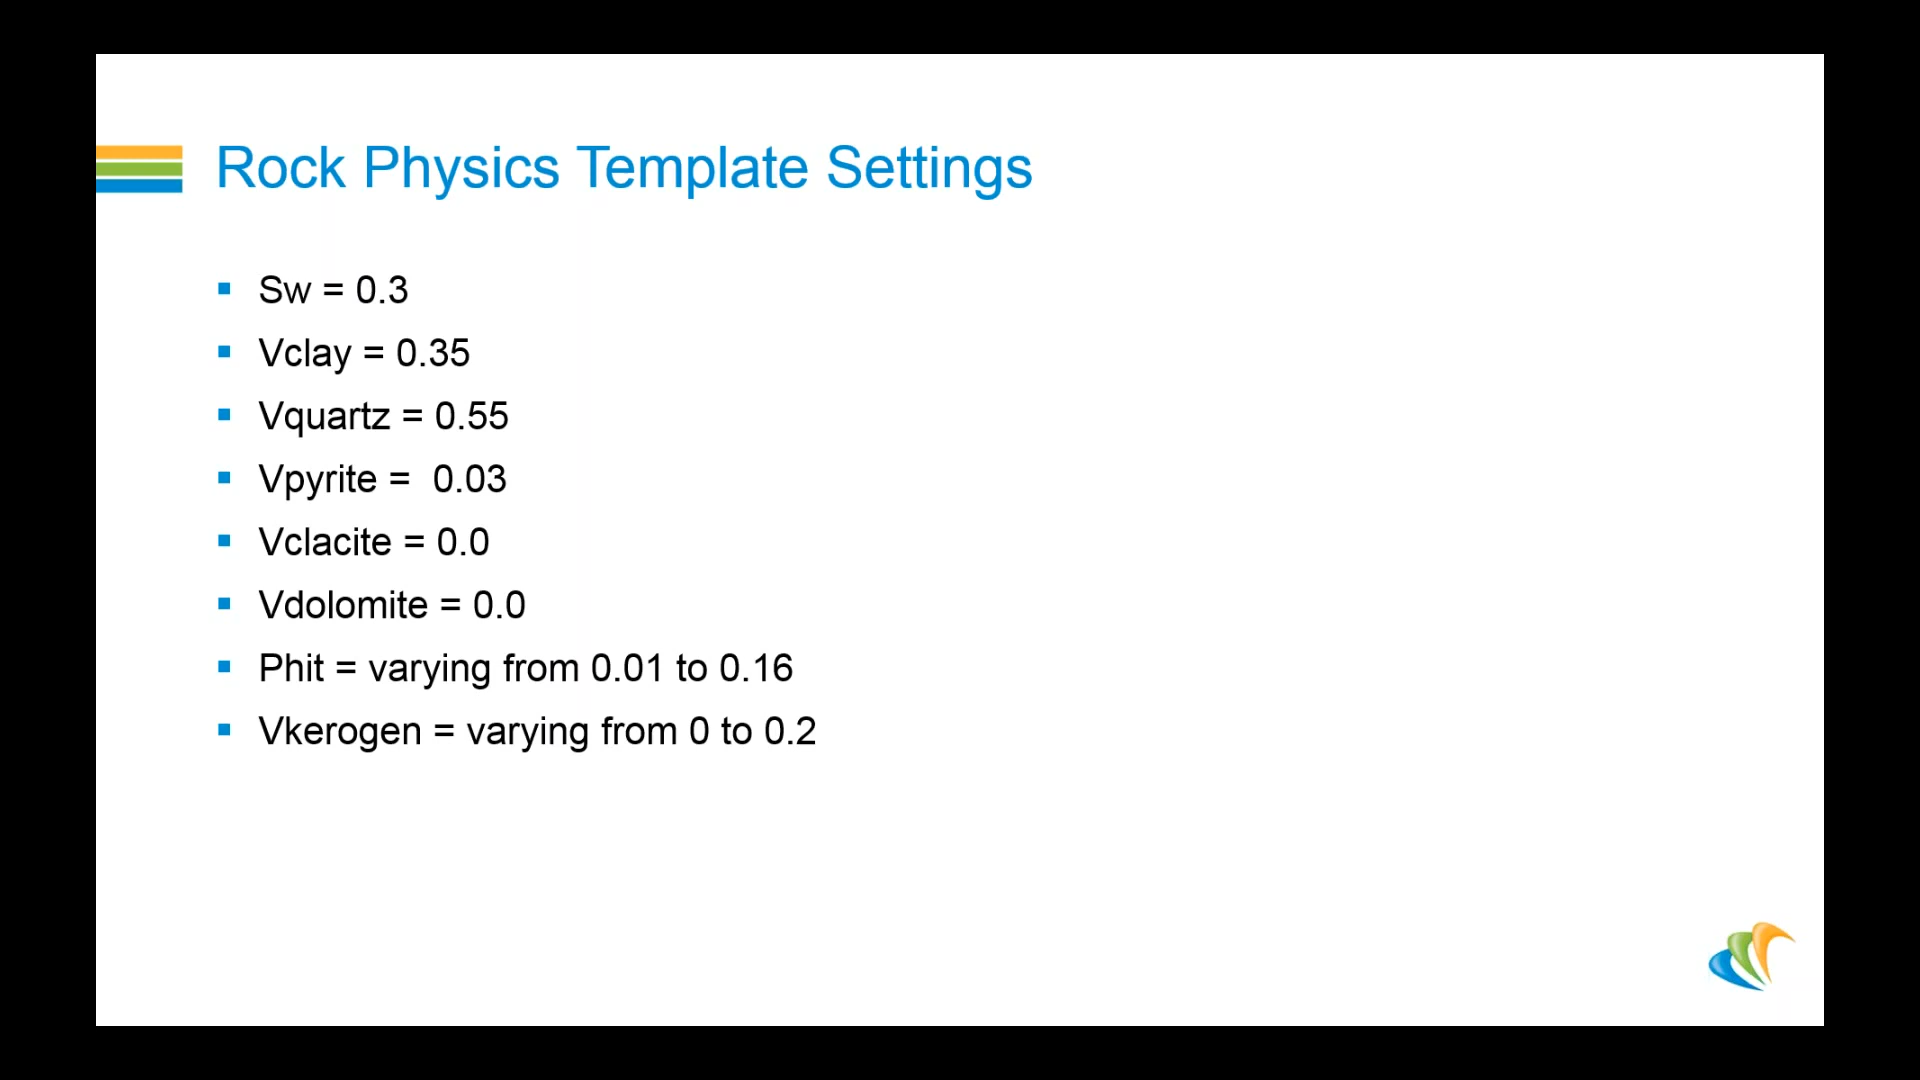 Rock Physics Template Settings
Sw = 0.3
Vclay = 0.35
Vquartz = 0.55
Vpyrite =  0.03
Vclacite = 0.0
Vdolomite = 0.0
Phit = varying from 0.01 to 0.16
Vkerogen = varying from 0 to 0.2